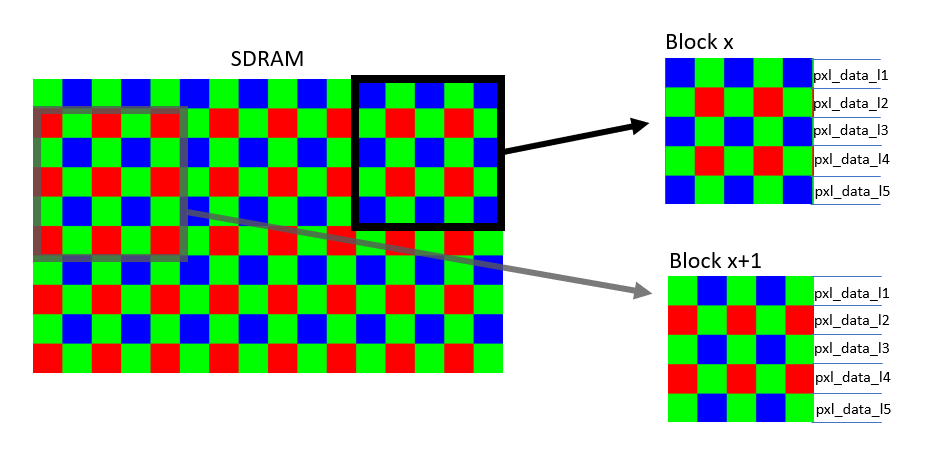 SDRAM
Block x
pxl_data_l1
pxl_data_l2
pxl_data_l3
pxl_data_l4
pxl_data_l5
Block x+1
pxl_data_l1
pxl_data_l2
pxl_data_l3
pxl_data_l4
pxl_data_l5